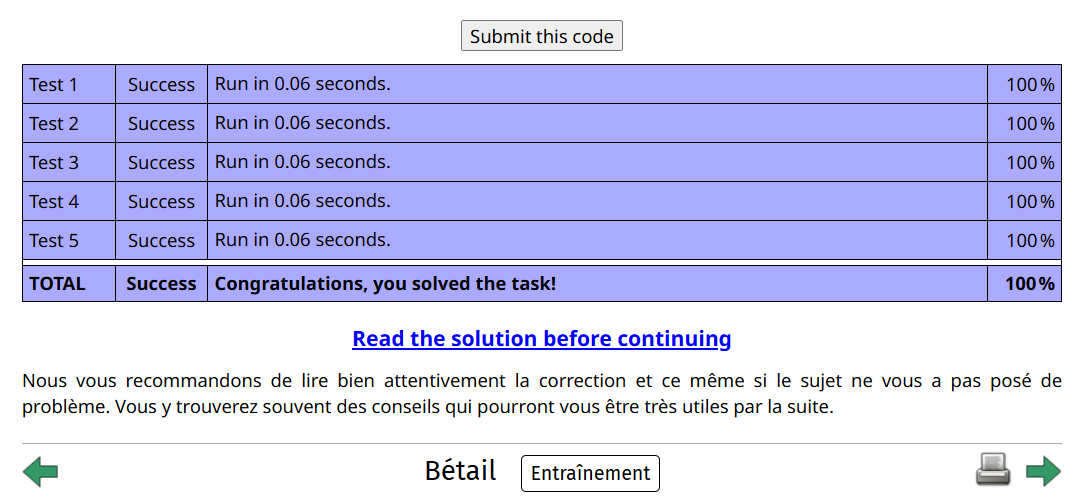 Submit this code
Test 1 Success Run in 0.06 seconds. 100 %
Test 2 Success Run in 0.06 seconds. 100 %
Test 3 Success Run in 0.06 seconds. 100 %
Test 4 Success Run in 0.06 seconds. 100 %
Test 5 Success Run in 0.06 seconds. 100 %
TOTAL Success Congratulations, you solved the task! 100 %
Read the solution before continuing
Nous vous recommandons de lire bien attentivement la correction et ce même si le sujet ne vous a pas posé de
problème. Vous y trouverez souvent des conseils qui pourront vous être très utiles par la suite.
Bétail Entraînement